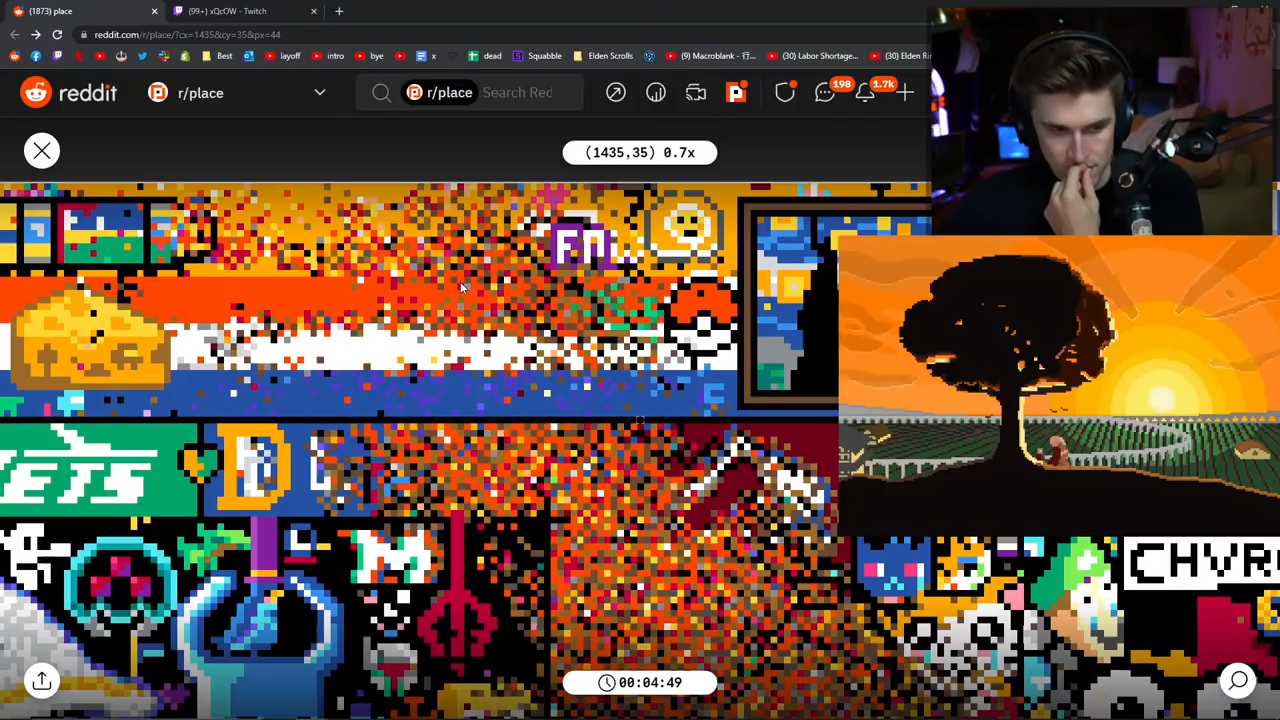 (1873) place
(99+) xQcOW - Twitch
reddit.com/r/place/?cx=1435&cy=35&px=44
Best
layoff
intro
bye
x
dead
Squabble
Elden Scrolls
(9) Macroblank - 
(30) Labor Shortage...
(30) Elden R
reddit
r/place
r/place Search Red
198
1.7k
(1435,35) 0.7x
FA
ETS
D
M
N
CHVR
00:04:49